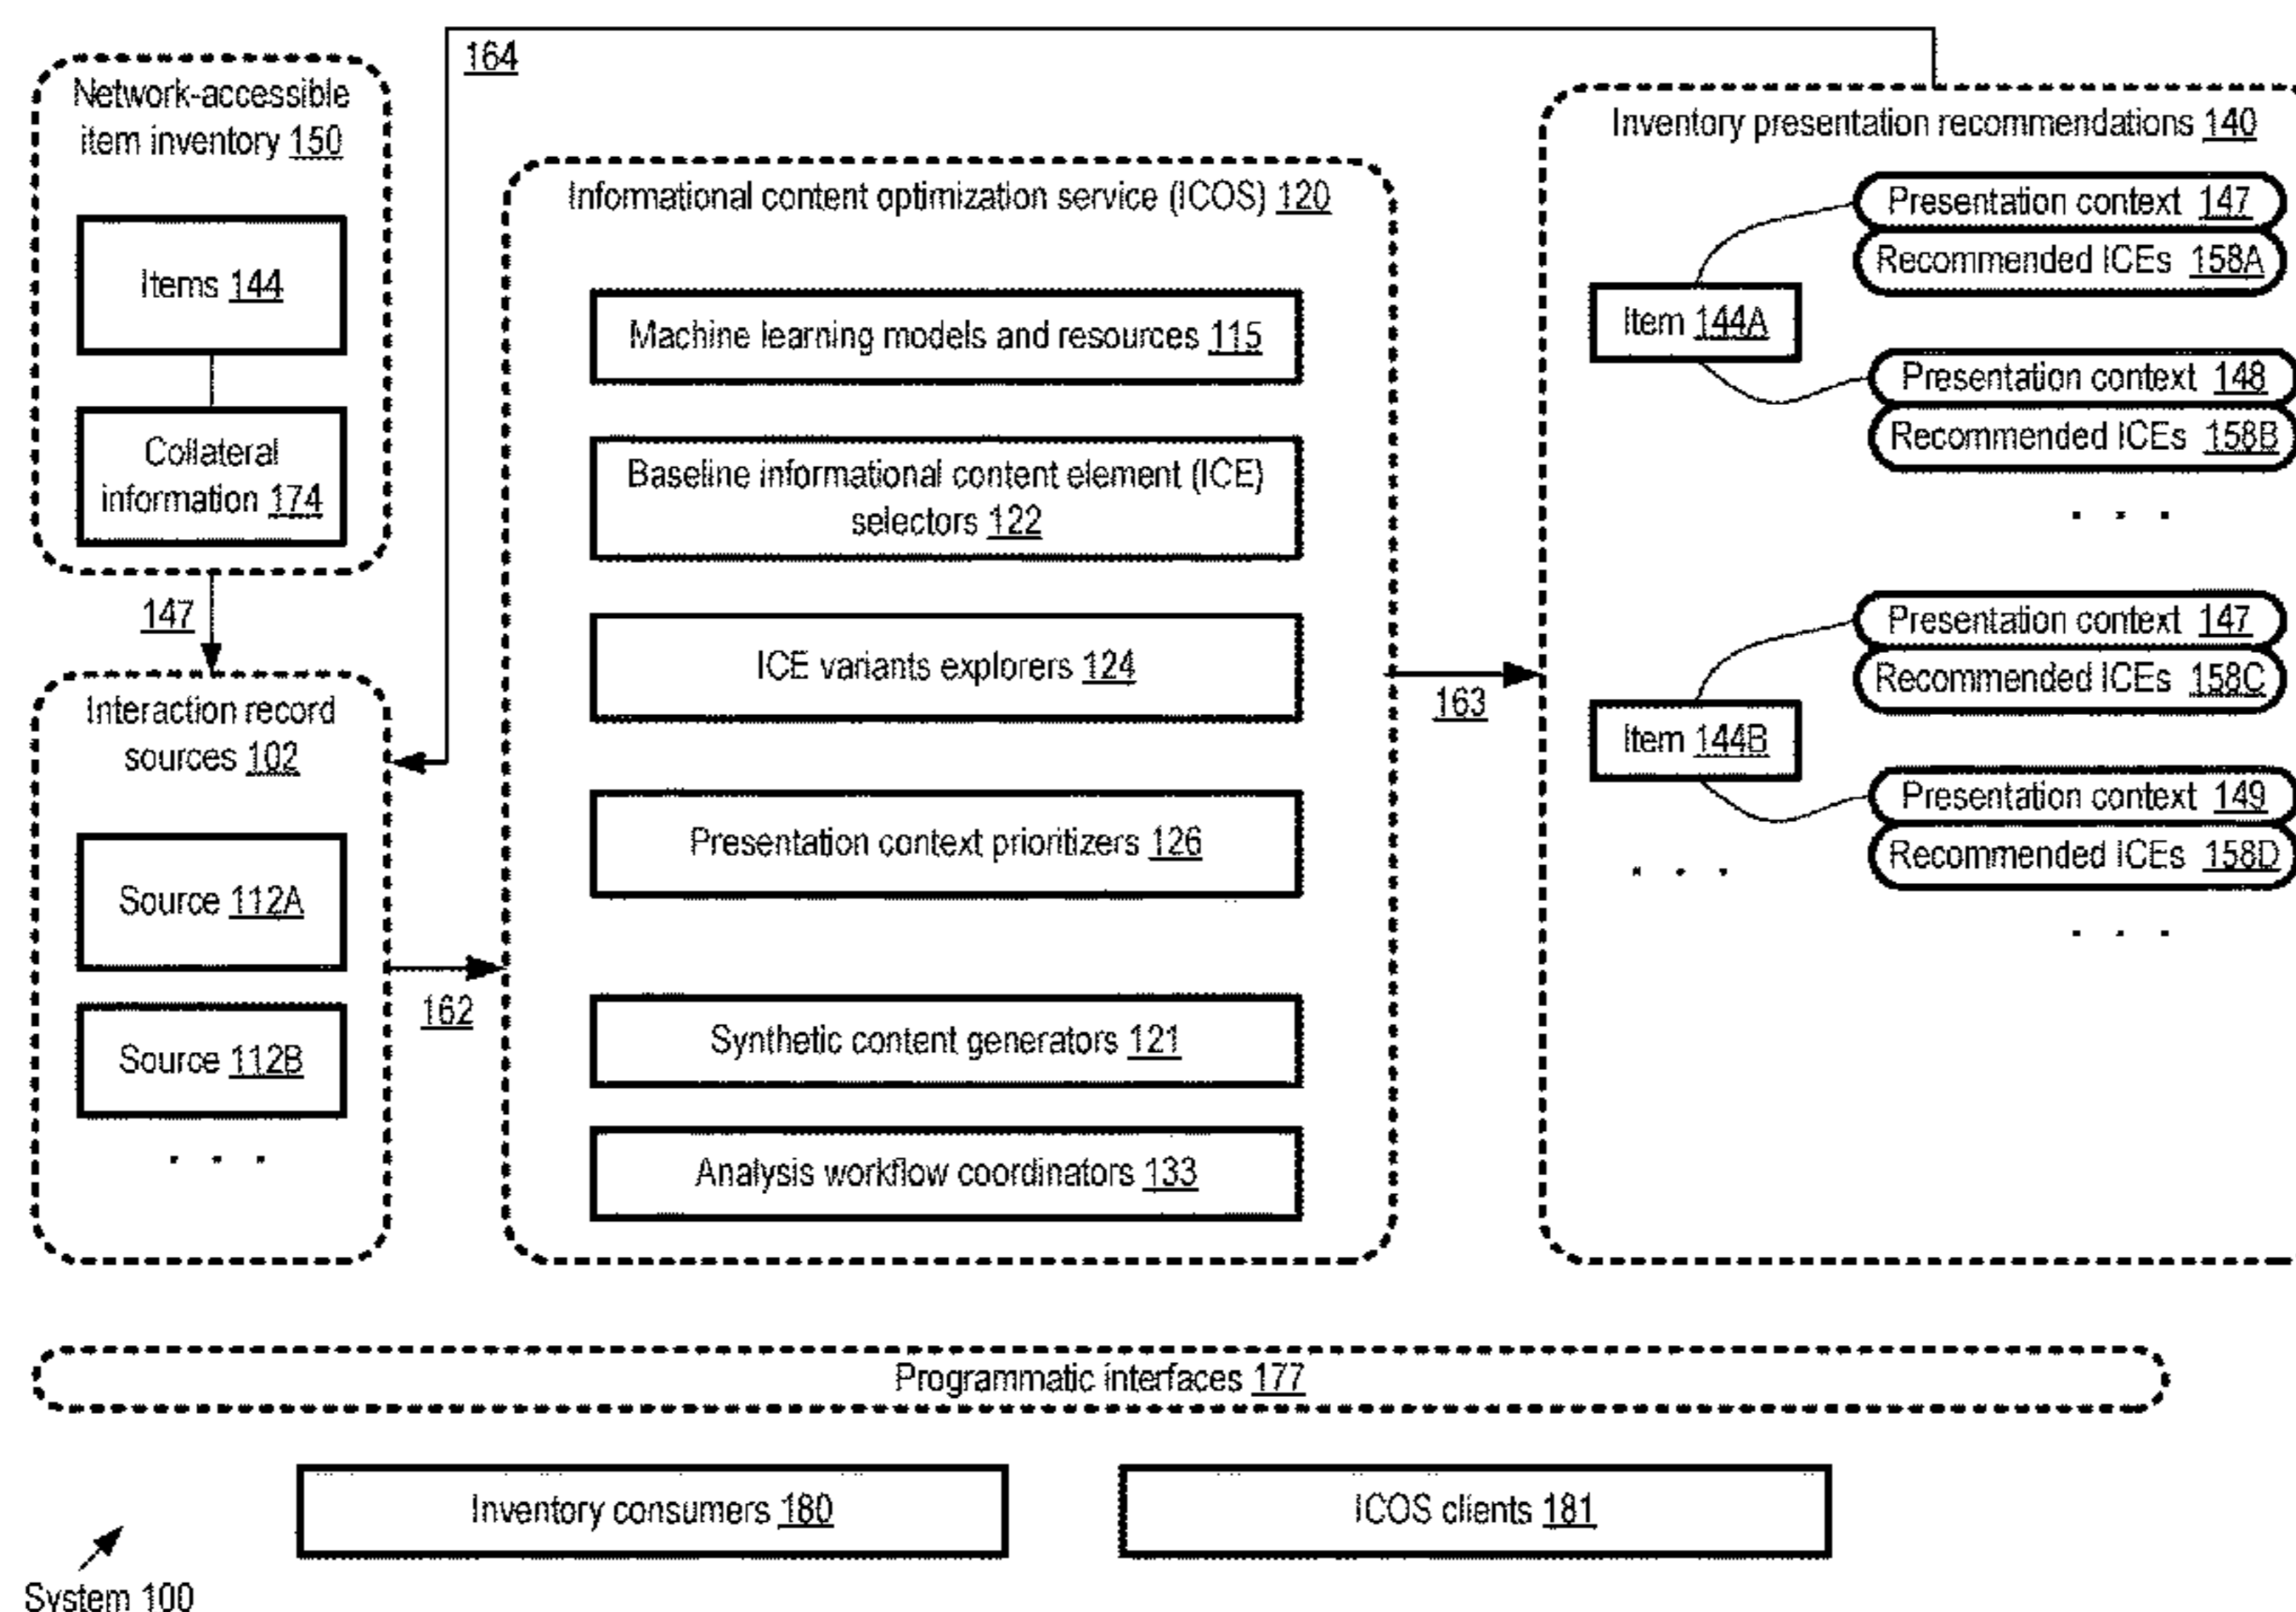 164
Network-accessible
item inventory 150
Items 144
Collateral
information 174
147
Interaction record
sources 102
Source 112A
Source 112B
. . .
162
Informational content optimization service (ICOS) 120
Machine learning models and resources 115
Baseline informational content element (ICE)
selectors 122
ICE variants explorers 124
Presentation context prioritizers 126
Synthetic content generators 121
Analysis workflow coordinators 133
163
Inventory presentation recommendations 140
Presentation context 147
Recommended ICEs 158A
Item 144A
Presentation context 148
Recommended ICEs 158B
. . .
Presentation context 147
Recommended ICEs 158C
Item 144B
Presentation context 149
Recommended ICEs 158D
. . .
. . .
Programmatic interfaces 177
Inventory consumers 180
ICOS clients 181
System 100